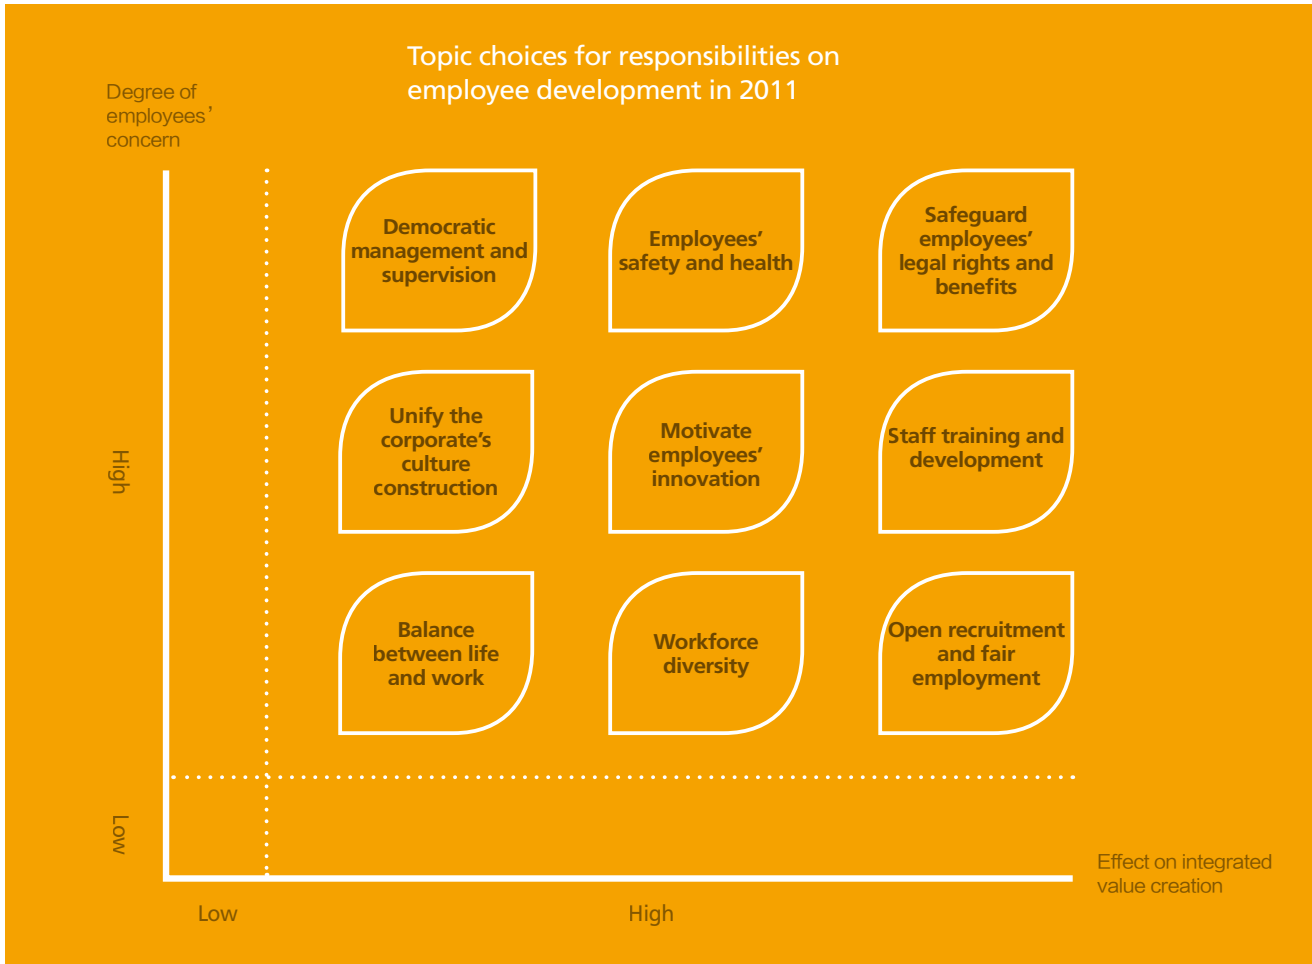 Topic choices for responsibilities on
employee development in 2011
Degree of
employees’
concern
Democratic
management and
supervision
Employees’
safety and health
Safeguard
employees’
legal rights and
benefits
High
Unify the
corporate’s
culture
construction
Motivate
employees’
innovation
Staff training and
development
Balance
between life
and work
Workforce
diversity
Open recruitment
and fair
employment
Low
Effect on integrated
value creation
Low
High